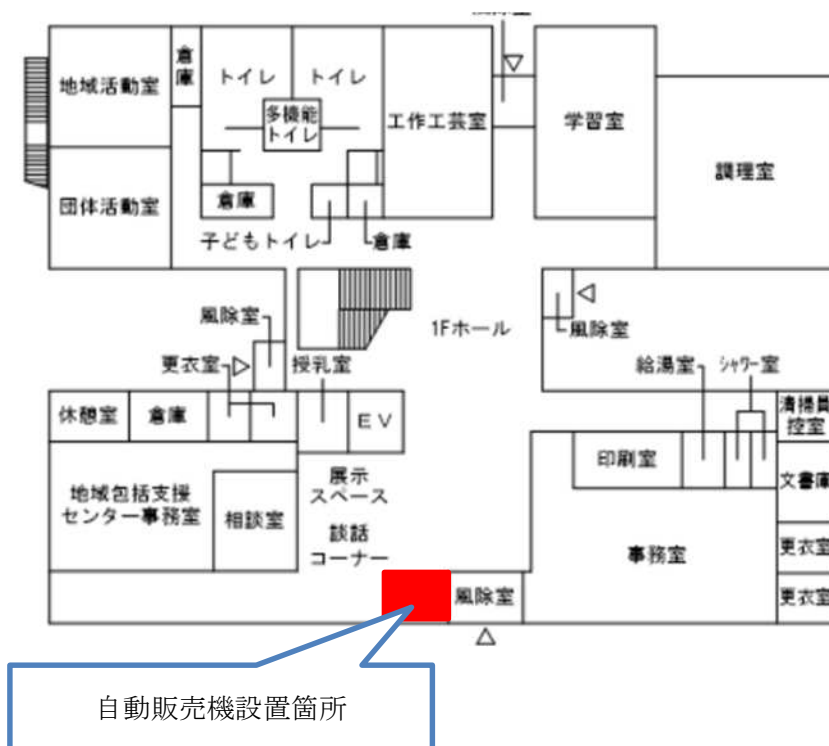 地域活動室
倉
庫
トイレ
トイレ
多機能
トイレ
工作工芸室
学習室
調理室
団体活動室
倉庫
子どもトイレ
倉庫
風除室
1Fホール
風除室
更衣室
授乳室
給湯室
シャワー室
休憩室
倉庫
EV
清掃員
控室
印刷室
文書庫
地域包括支援
センター事務室
相談室
展示
スペース
談話
コーナー
事務室
更衣室
更衣室
風除室
自動販売機設置箇所